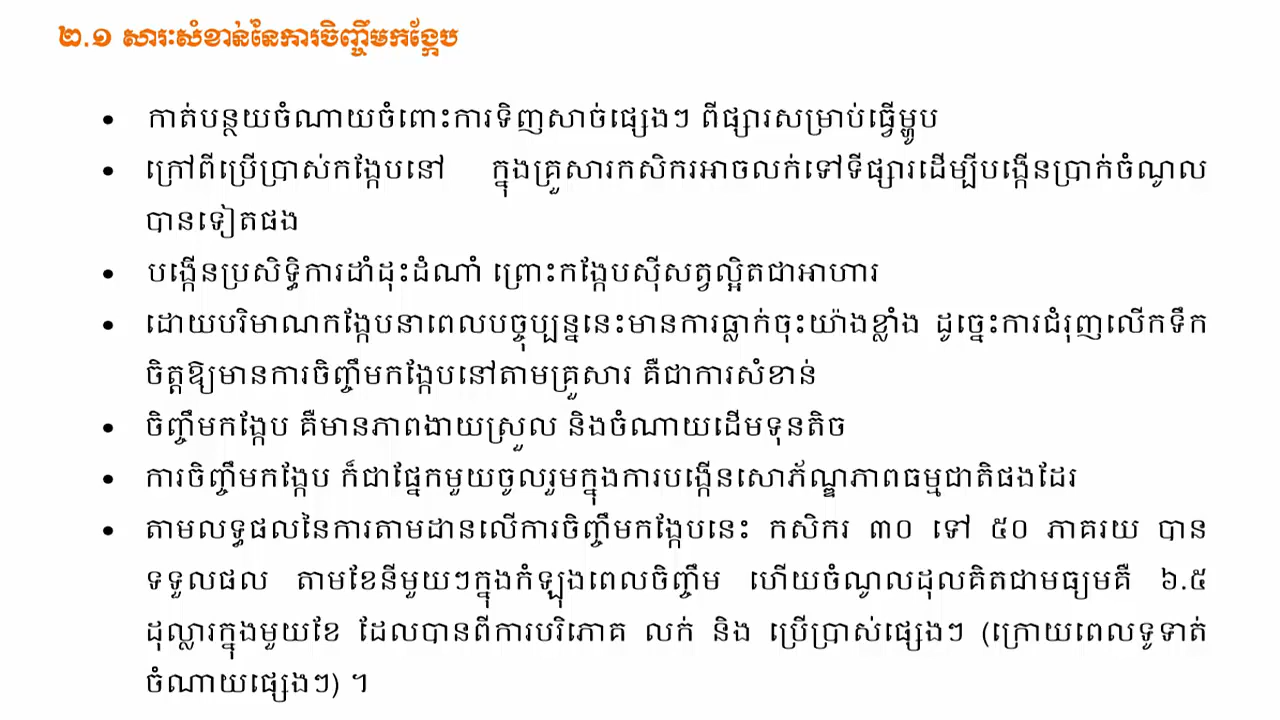 ២.១ សារៈសំខាន់នៃការចិញ្ចឹមកង្កែប
• កាត់បន្ថយចំណាយចំពោះការទិញសាច់ផ្សេងៗ ពីផ្សារសម្រាប់ធ្វើម្ហូប
• ក្រៅពីប្រើប្រាស់កង្កែបនៅ ក្នុងគ្រួសារកសិករអាចលក់ទៅទីផ្សារដើម្បីបង្កើនប្រាក់ចំណូល
បានទៀតផង
• បង្កើនប្រសិទ្ធិការដាំដុះដំណាំ ព្រោះកង្កែបស៊ីសត្វល្អិតជាអាហារ
• ដោយបរិមាណកង្កែបនាពេលបច្ចុប្បន្ននេះមានការធ្លាក់ចុះយ៉ាងខ្លាំង ដូច្នេះការជំរុញលើកទឹក
ចិត្តឱ្យមានការចិញ្ចឹមកង្កែបនៅតាមគ្រួសារ គឺជាការសំខាន់
• ចិញ្ចឹមកង្កែប គឺមានភាពងាយស្រួល និងចំណាយដើមទុនតិច
• ការចិញ្ចឹមកង្កែប ក៏ជាផ្នែកមួយចូលរួមក្នុងការបង្កើនសោភ័ណ្ឌភាពធម្មជាតិផងដែរ
• តាមលទ្ធផលនៃការតាមដានលើការចិញ្ចឹមកង្កែបនេះ កសិករ ៣០ ទៅ ៥០ ភាគរយ បាន
ទទួលផល តាមខែនីមួយៗក្នុងកំឡុងពេលចិញ្ចឹម ហើយចំណូលដុលគិតជាមធ្យមគឺ ៦.៥
ដុល្លារក្នុងមួយខែ ដែលបានពីការបរិភោគ លក់ និង ប្រើប្រាស់ផ្សេងៗ (ក្រោយពេលទូទាត់
ចំណាយផ្សេងៗ) ។